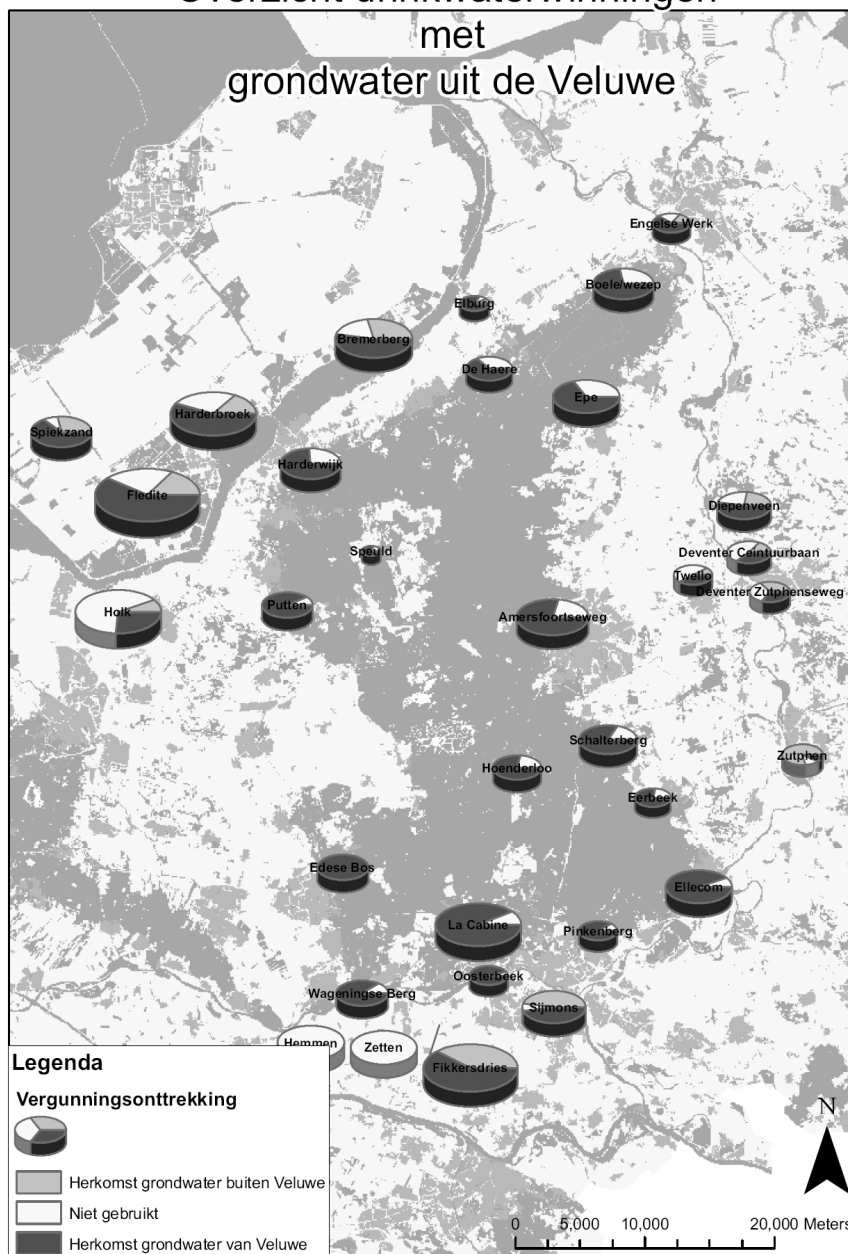 Overzicht drinkwaterwinningen
met
grondwater uit de Veluwe
Engelse Werk
Boele/wezep
Elburg
Bremerberg
De Haere
Epe
Harderbroek
Spiekzand
Harderwijk
Fledite
Diepenveen
Deventer Ceintuurbaan
Speuld
Twello
Deventer Zutphenseweg
Putten
Holk
Amersfoortseweg
Schalterberg
Zutphen
Hoenderloo
Eerbeek
Edese Bos
Ellecom
La Cabine
Pinkenberg
Oosterbeek
Wageningse Berg
Sijmons
Hemmen
Zetten
Fikkersdries
Legenda
Vergunningsonttrekking
Herkomst grondwater buiten Veluwe
Niet gebruikt
Herkomst grondwater van Veluwe
N
0 5,000 10,000 20,000 Meters